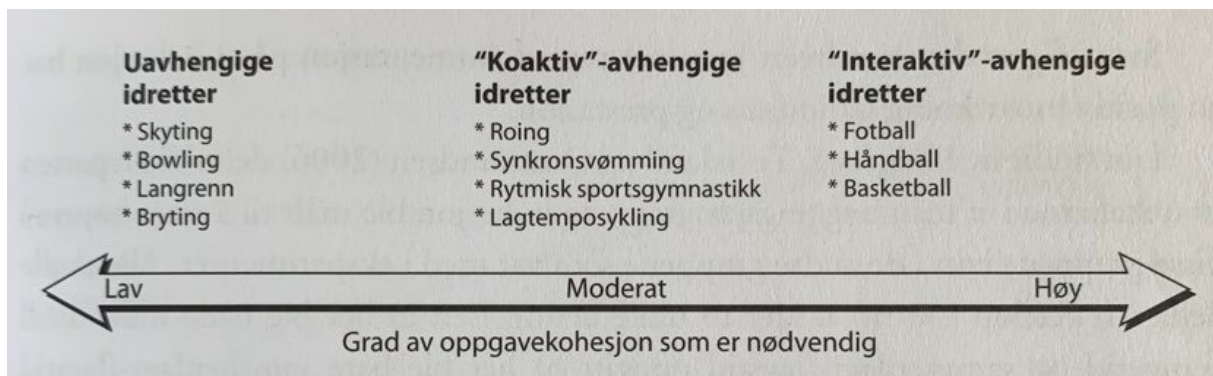 Uavhengige idretter
* Skyting
* Bowling
* Langrenn
* Bryting
"Koaktiv"-avhengige idretter
* Roing
* Synkronsvømming
* Rytmisk sportsgymnastikk
* Lagtemposykling
"Interaktiv"-avhengige idretter
* Fotball
* Håndball
* Basketball
Lav
Moderat
Høy
Grad av oppgavekohesjon som er nødvendig